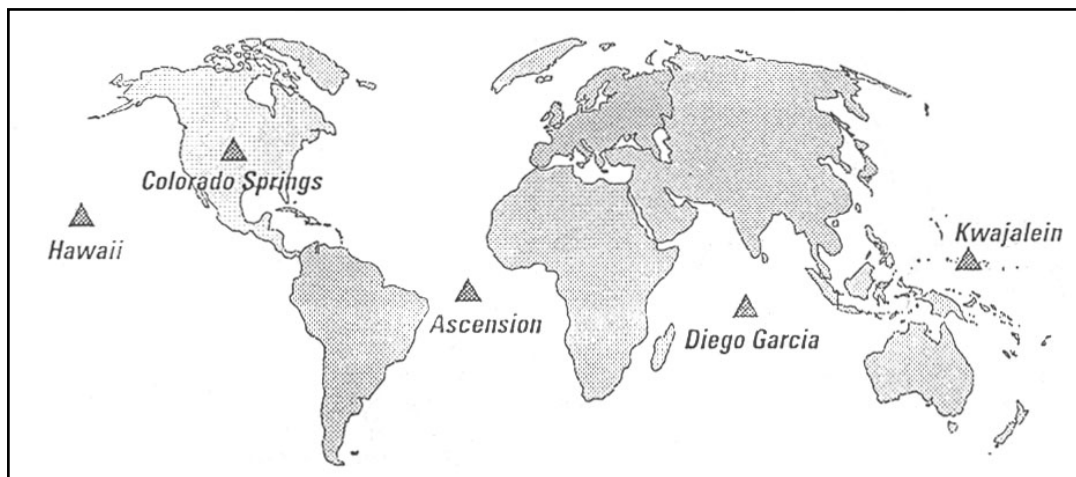 Colorado Springs
Hawaii
Kwajalein
Ascension
Diego Garcia